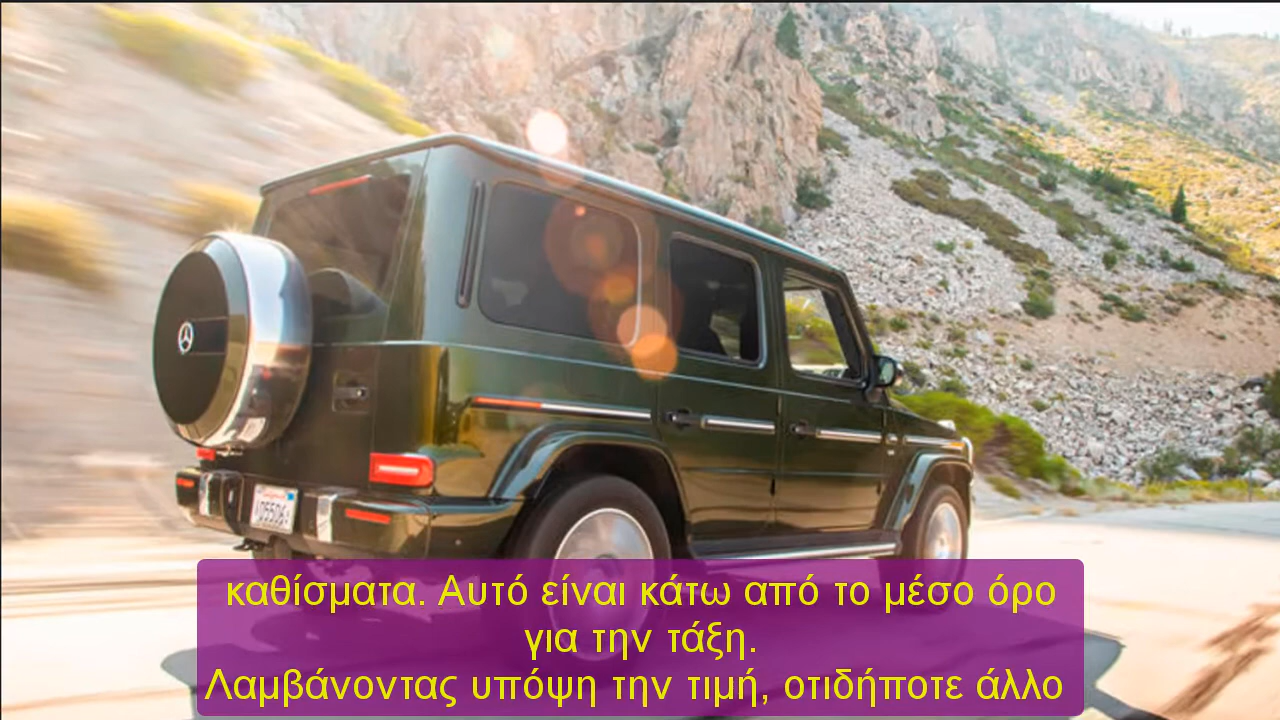 καθίσματα. Αυτό είναι κάτω από το μέσο όρο
για την τάξη.
Λαμβάνοντας υπόψη την τιμή, οτιδήποτε άλλο